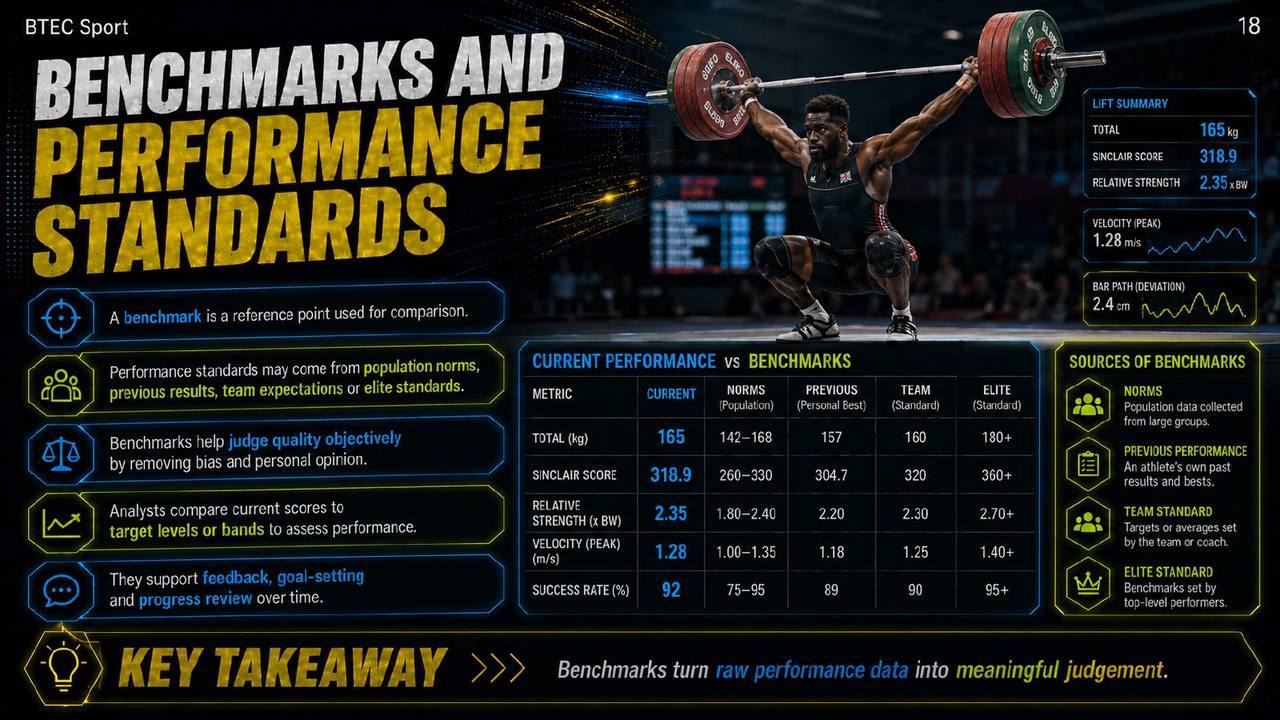 BTEC Sport
18
BENCHMARKS AND
PERFORMANCE
STANDARDS
LIFT SUMMARY
TOTAL 165 kg
SINCLAIR SCORE 318.9
RELATIVE STRENGTH 2.35 x BW
VELOCITY (PEAK)
1.28 m/s
BAR PATH (DEVIATION)
2.4 cm
A benchmark is a reference point used for comparison.
Performance standards may come from population norms,
previous results, team expectations or elite standards.
Benchmarks help judge quality objectively
by removing bias and personal opinion.
Analysts compare current scores to
target levels or bands to assess performance.
They support feedback, goal-setting
and progress review over time.
CURRENT PERFORMANCE vs BENCHMARKS
METRIC CURRENT NORMS (Population) PREVIOUS (Personal Best) TEAM (Standard) ELITE (Standard)
TOTAL (kg) 165 142–168 157 160 180+
SINCLAIR SCORE 318.9 260–330 304.7 320 360+
RELATIVE STRENGTH (x BW) 2.35 1.80–2.40 2.20 2.30 2.70+
VELOCITY (PEAK) (m/s) 1.28 1.00–1.35 1.18 1.25 1.40+
SUCCESS RATE (%) 92 75–95 89 90 95+
SOURCES OF BENCHMARKS
NORMS
Population data collected
from large groups.
PREVIOUS PERFORMANCE
An athlete's own past
results and bests.
TEAM STANDARD
Targets or averages set
by the team or coach.
ELITE STANDARD
Benchmarks set by
top-level performers.
KEY TAKEAWAY
Benchmarks turn raw performance data into meaningful judgement.